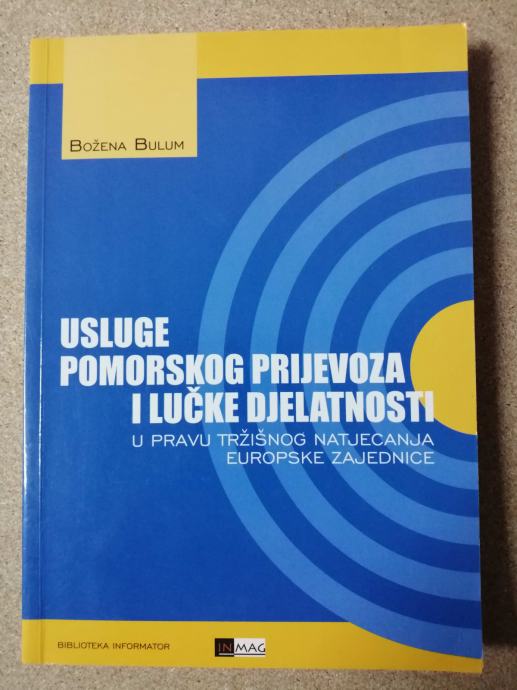 BOŽENA BULUM
USLUGE
POMORSKOG PRIJEVOZA
I LUČKE DJELATNOSTI
U PRAVU TRŽIŠNOG NATJECANJA
EUROPSKE ZAJEDNICE
BIBLIOTEKA INFORMATOR
INMAG